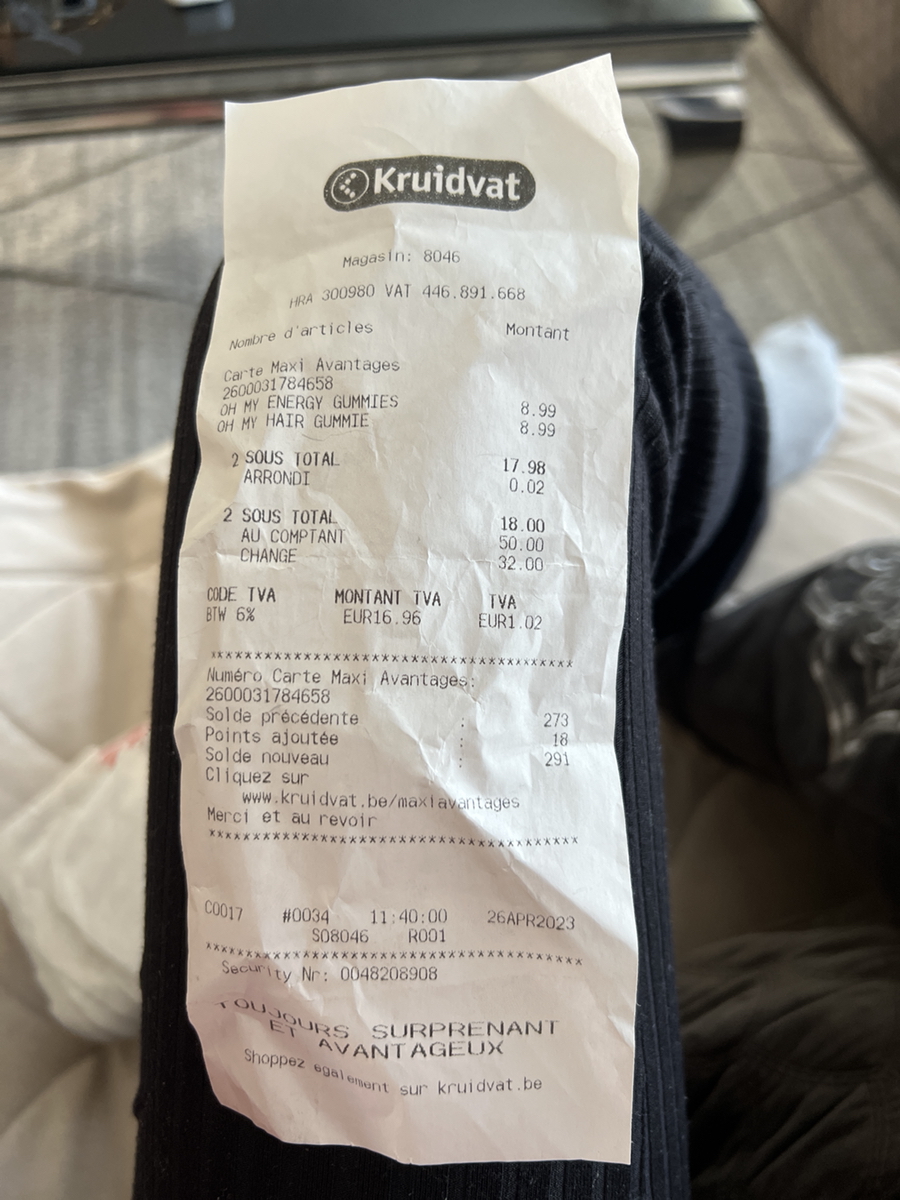 Kruidvat
Magasin: 8046
HRA 300980 VAT 446.891.668
Nombre d'articles Montant
Carte Maxi Avantages
2600031784658
OH MY ENERGY GUMMIES 8.99
OH MY HAIR GUMMIE 8.99
2 SOUS TOTAL 17.98
ARRONDI 0.02
2 SOUS TOTAL 18.00
AU COMPTANT 50.00
CHANGE 32.00
CODE TVA MONTANT TVA TVA
BTW 6% EUR16.96 EUR1.02
***************************************
Numéro Carte Maxi Avantages:
2600031784658
Solde précédente : 273
Points ajoutée : 18
Solde nouveau : 291
Cliquez sur
www.kruidvat.be/maxiavantages
Merci et au revoir
***************************************
C0017 #0034 11:40:00 26APR2023
S08046 R001
***************************************
Security Nr: 0048208908
TOUJOURS SURPRENANT
ET AVANTAGEUX
Shoppez également sur kruidvat.be